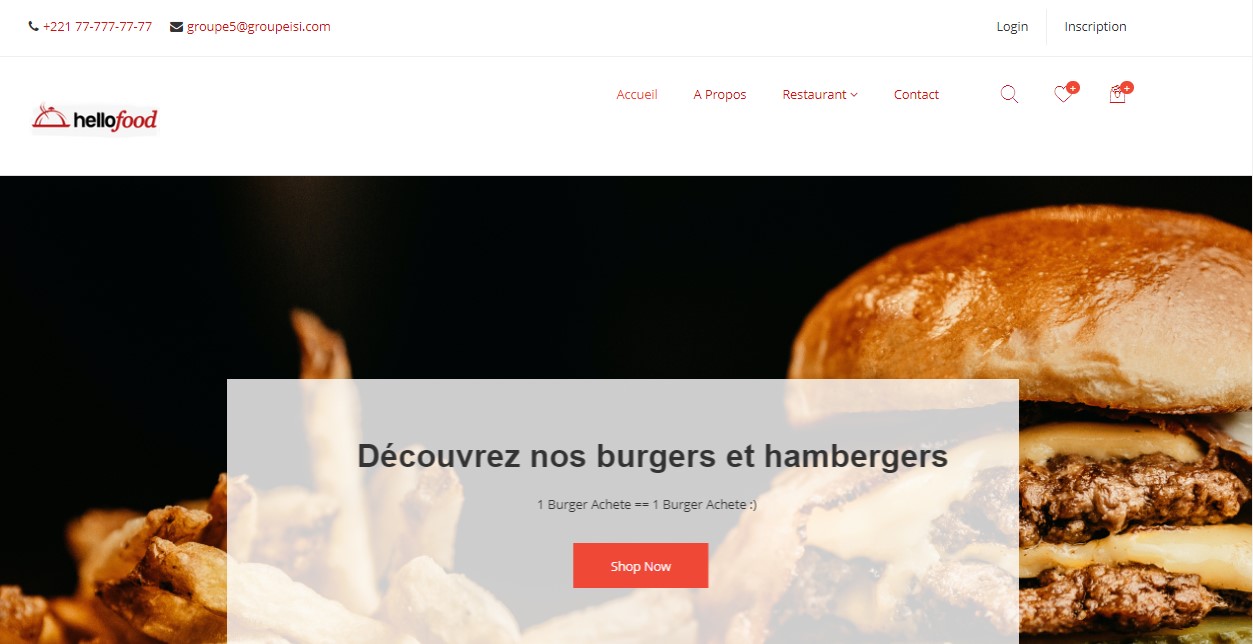 +221 77-777-77-77 groupe5@groupeisi.com Login Inscription
hellofood Accueil A Propos Restaurant Contact + +
Découvrez nos burgers et hambergers
1 Burger Achete == 1 Burger Achete :)
Shop Now